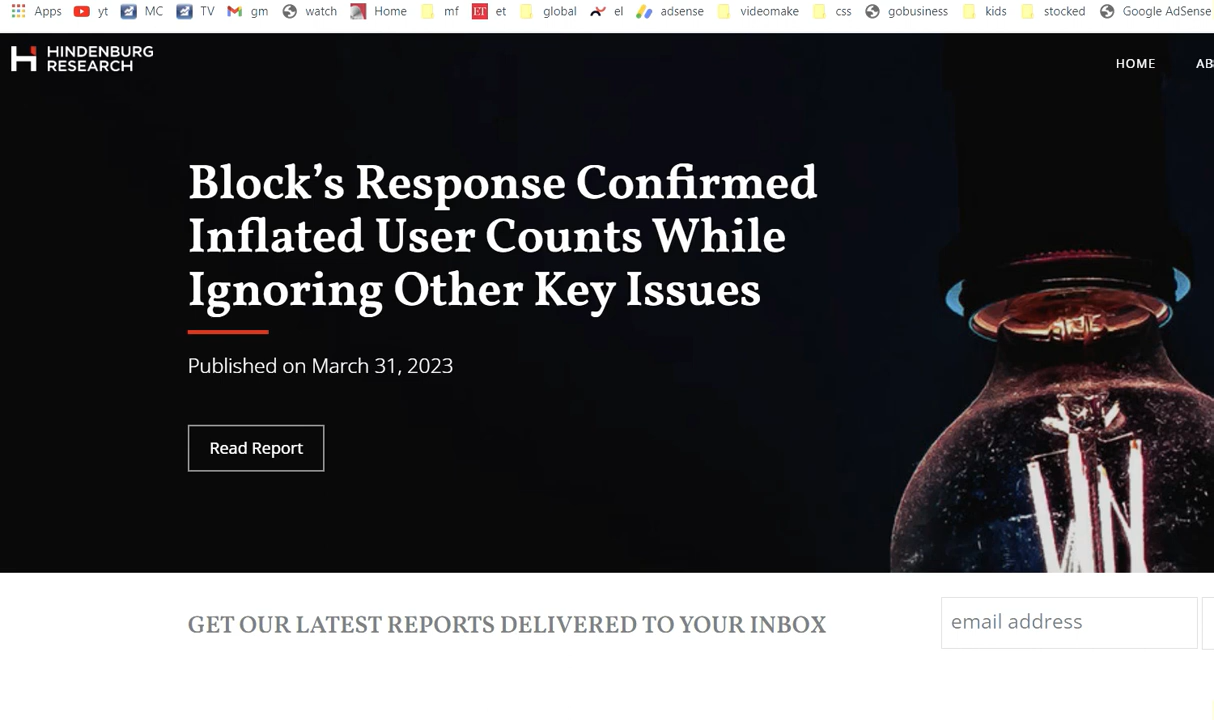 Apps yt MC TV gm watch Home mf ET et global el adsense videomake css gobusiness kids stocked Google AdSense
HINDENBURG
RESEARCH
HOME
Block’s Response Confirmed
Inflated User Counts While
Ignoring Other Key Issues
Published on March 31, 2023
Read Report
GET OUR LATEST REPORTS DELIVERED TO YOUR INBOX
email address